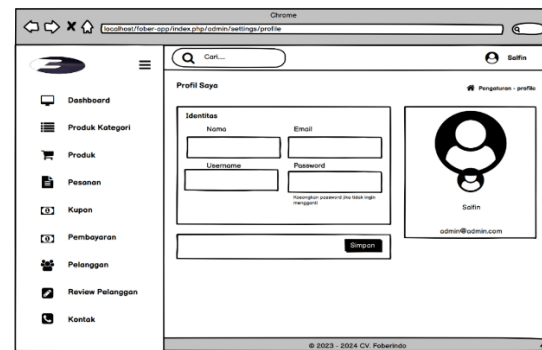 Chrome
localhost/fober-app/index.php/admin/settings/profile
Cari....
Salfin
Profil Saya
Pengaturan - profile
Dashboard
Produk Kategori
Produk
Pesanan
Kupon
Pembayaran
Pelanggan
Review Pelanggan
Kontak
Identitas
Nama
Email
Username
Password
Kosongkan password jika tidak ingin
mengganti
Simpan
Salfin
admin@admin.com
© 2023 - 2024 CV. Foberindo